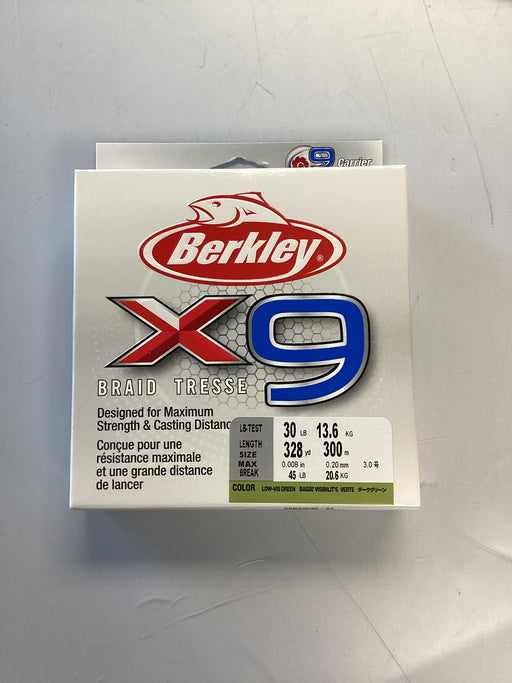 9 Carrier
Berkley®
X9
BRAID TRESSE
Designed for Maximum
Strength & Casting Distanc
Conçue pour une
résistance maximale
et une grande distance
de lancer
LB-TEST 30 LB 13.6 KG
LENGTH 328 yd 300 m
SIZE 0.008 in 0.20 mm 3.0号
MAX BREAK 45 LB 20.6 KG
COLOR LOW-VIS GREEN BASSE VISIBILIT'E VERTE ダークグリーン